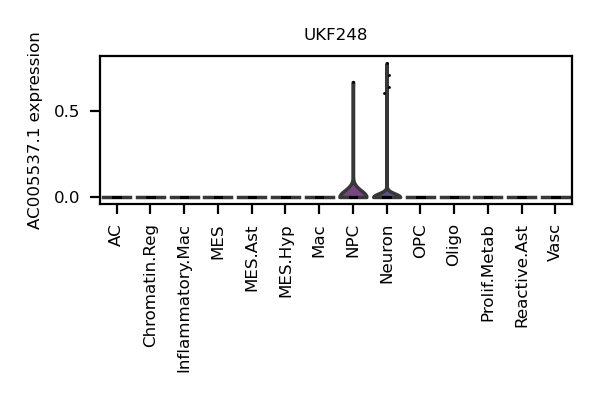 UKF248
AC005537.1 expression
0.5
0.0
AC
Chromatin.Reg
Inflammatory.Mac
MES
MES.Ast
MES.Hyp
Mac
NPC
Neuron
OPC
Oligo
Prolif.Metab
Reactive.Ast
Vasc